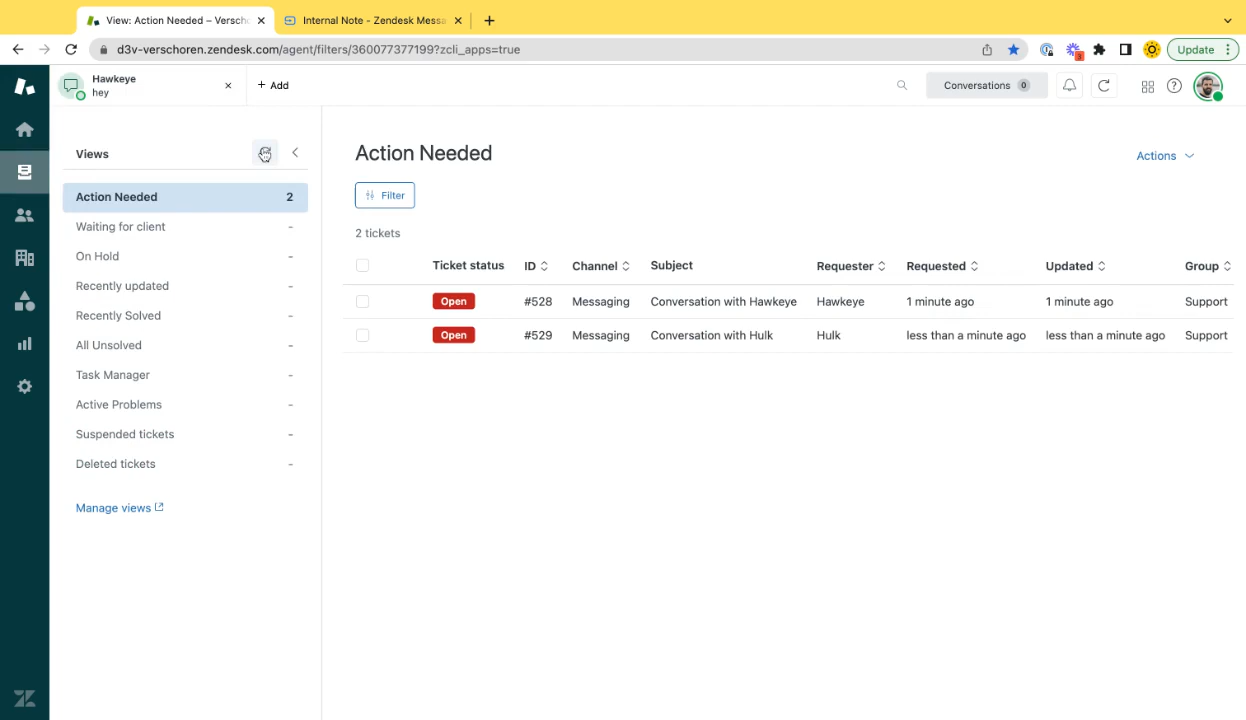 View: Action Needed – Versch
Internal Note - Zendesk Messa
d3v-verschoren.zendesk.com/agent/filters/360077377199?zcli_apps=true
3
Update
Hawkeye
hey
+ Add
Conversations 0
Views
Action Needed 2
Waiting for client -
On Hold -
Recently updated -
Recently Solved -
All Unsolved -
Task Manager -
Active Problems -
Suspended tickets -
Deleted tickets -
Manage views
Action Needed
Actions
Filter
2 tickets
Ticket status ID Channel Subject Requester Requested Updated Group
Open #528 Messaging Conversation with Hawkeye Hawkeye 1 minute ago 1 minute ago Support
Open #529 Messaging Conversation with Hulk Hulk less than a minute ago less than a minute ago Support